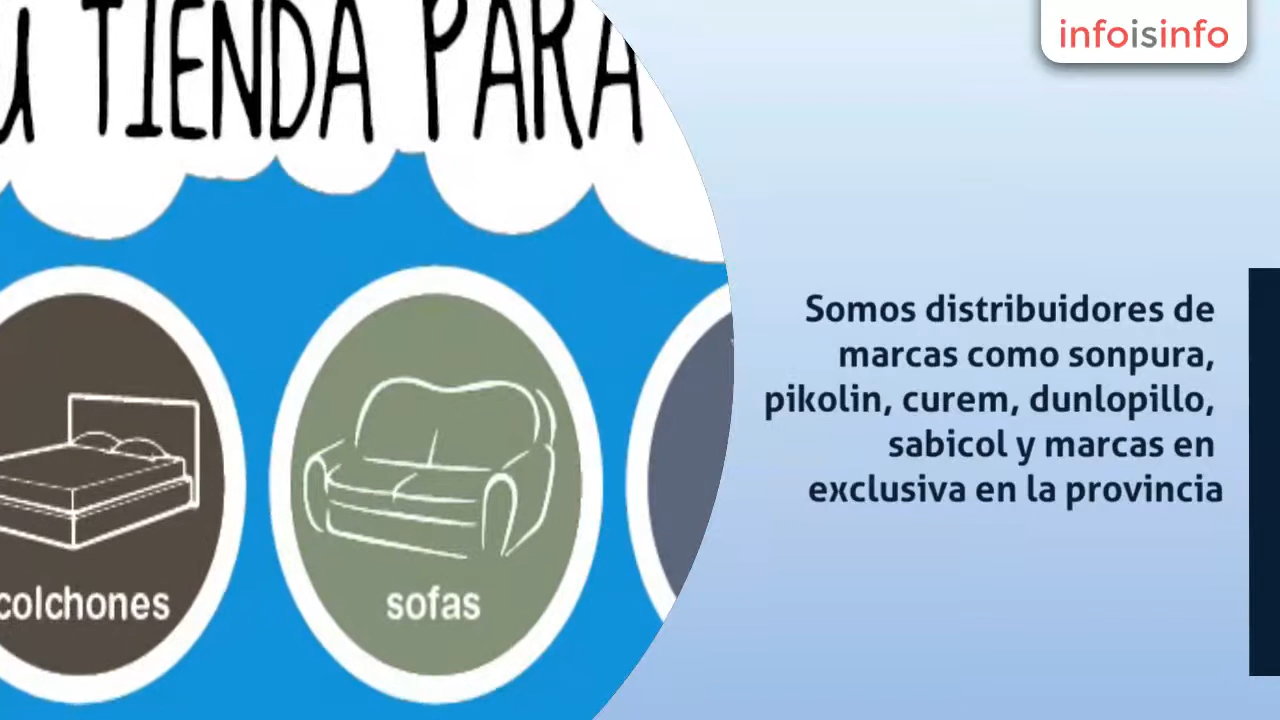 TIENDA PARA
infoisinfo
colchones
sofas
Somos distribuidores de
marcas como sonpura,
pikolin, curem, dunlopillo,
sabicol y marcas en
exclusiva en la provincia